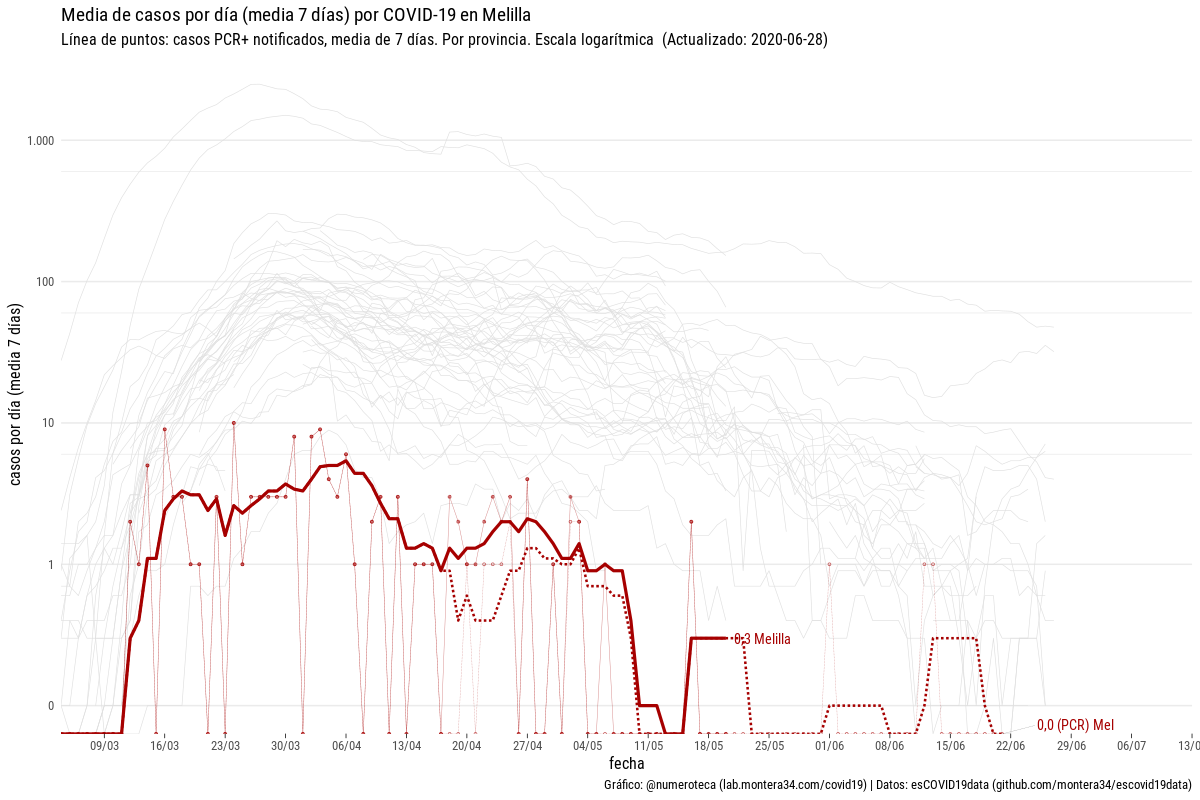 Media de casos por día (media 7 días) por COVID-19 en Melilla
Línea de puntos: casos PCR+ notificados, media de 7 días. Por provincia. Escala logarítmica (Actualizado: 2020-06-28)
casos por día (media 7 días)
1.000
100
10
1
0
0,3 Melilla
0,0 (PCR) Mel
09/03 16/03 23/03 30/03 06/04 13/04 20/04 27/04 04/05 11/05 18/05 25/05 01/06 08/06 15/06 22/06 29/06 06/07 13/0
fecha
Gráfico: @numeroteca (lab.montera34.com/covid19) | Datos: esCOVID19data (github.com/montera34/escovid19data)